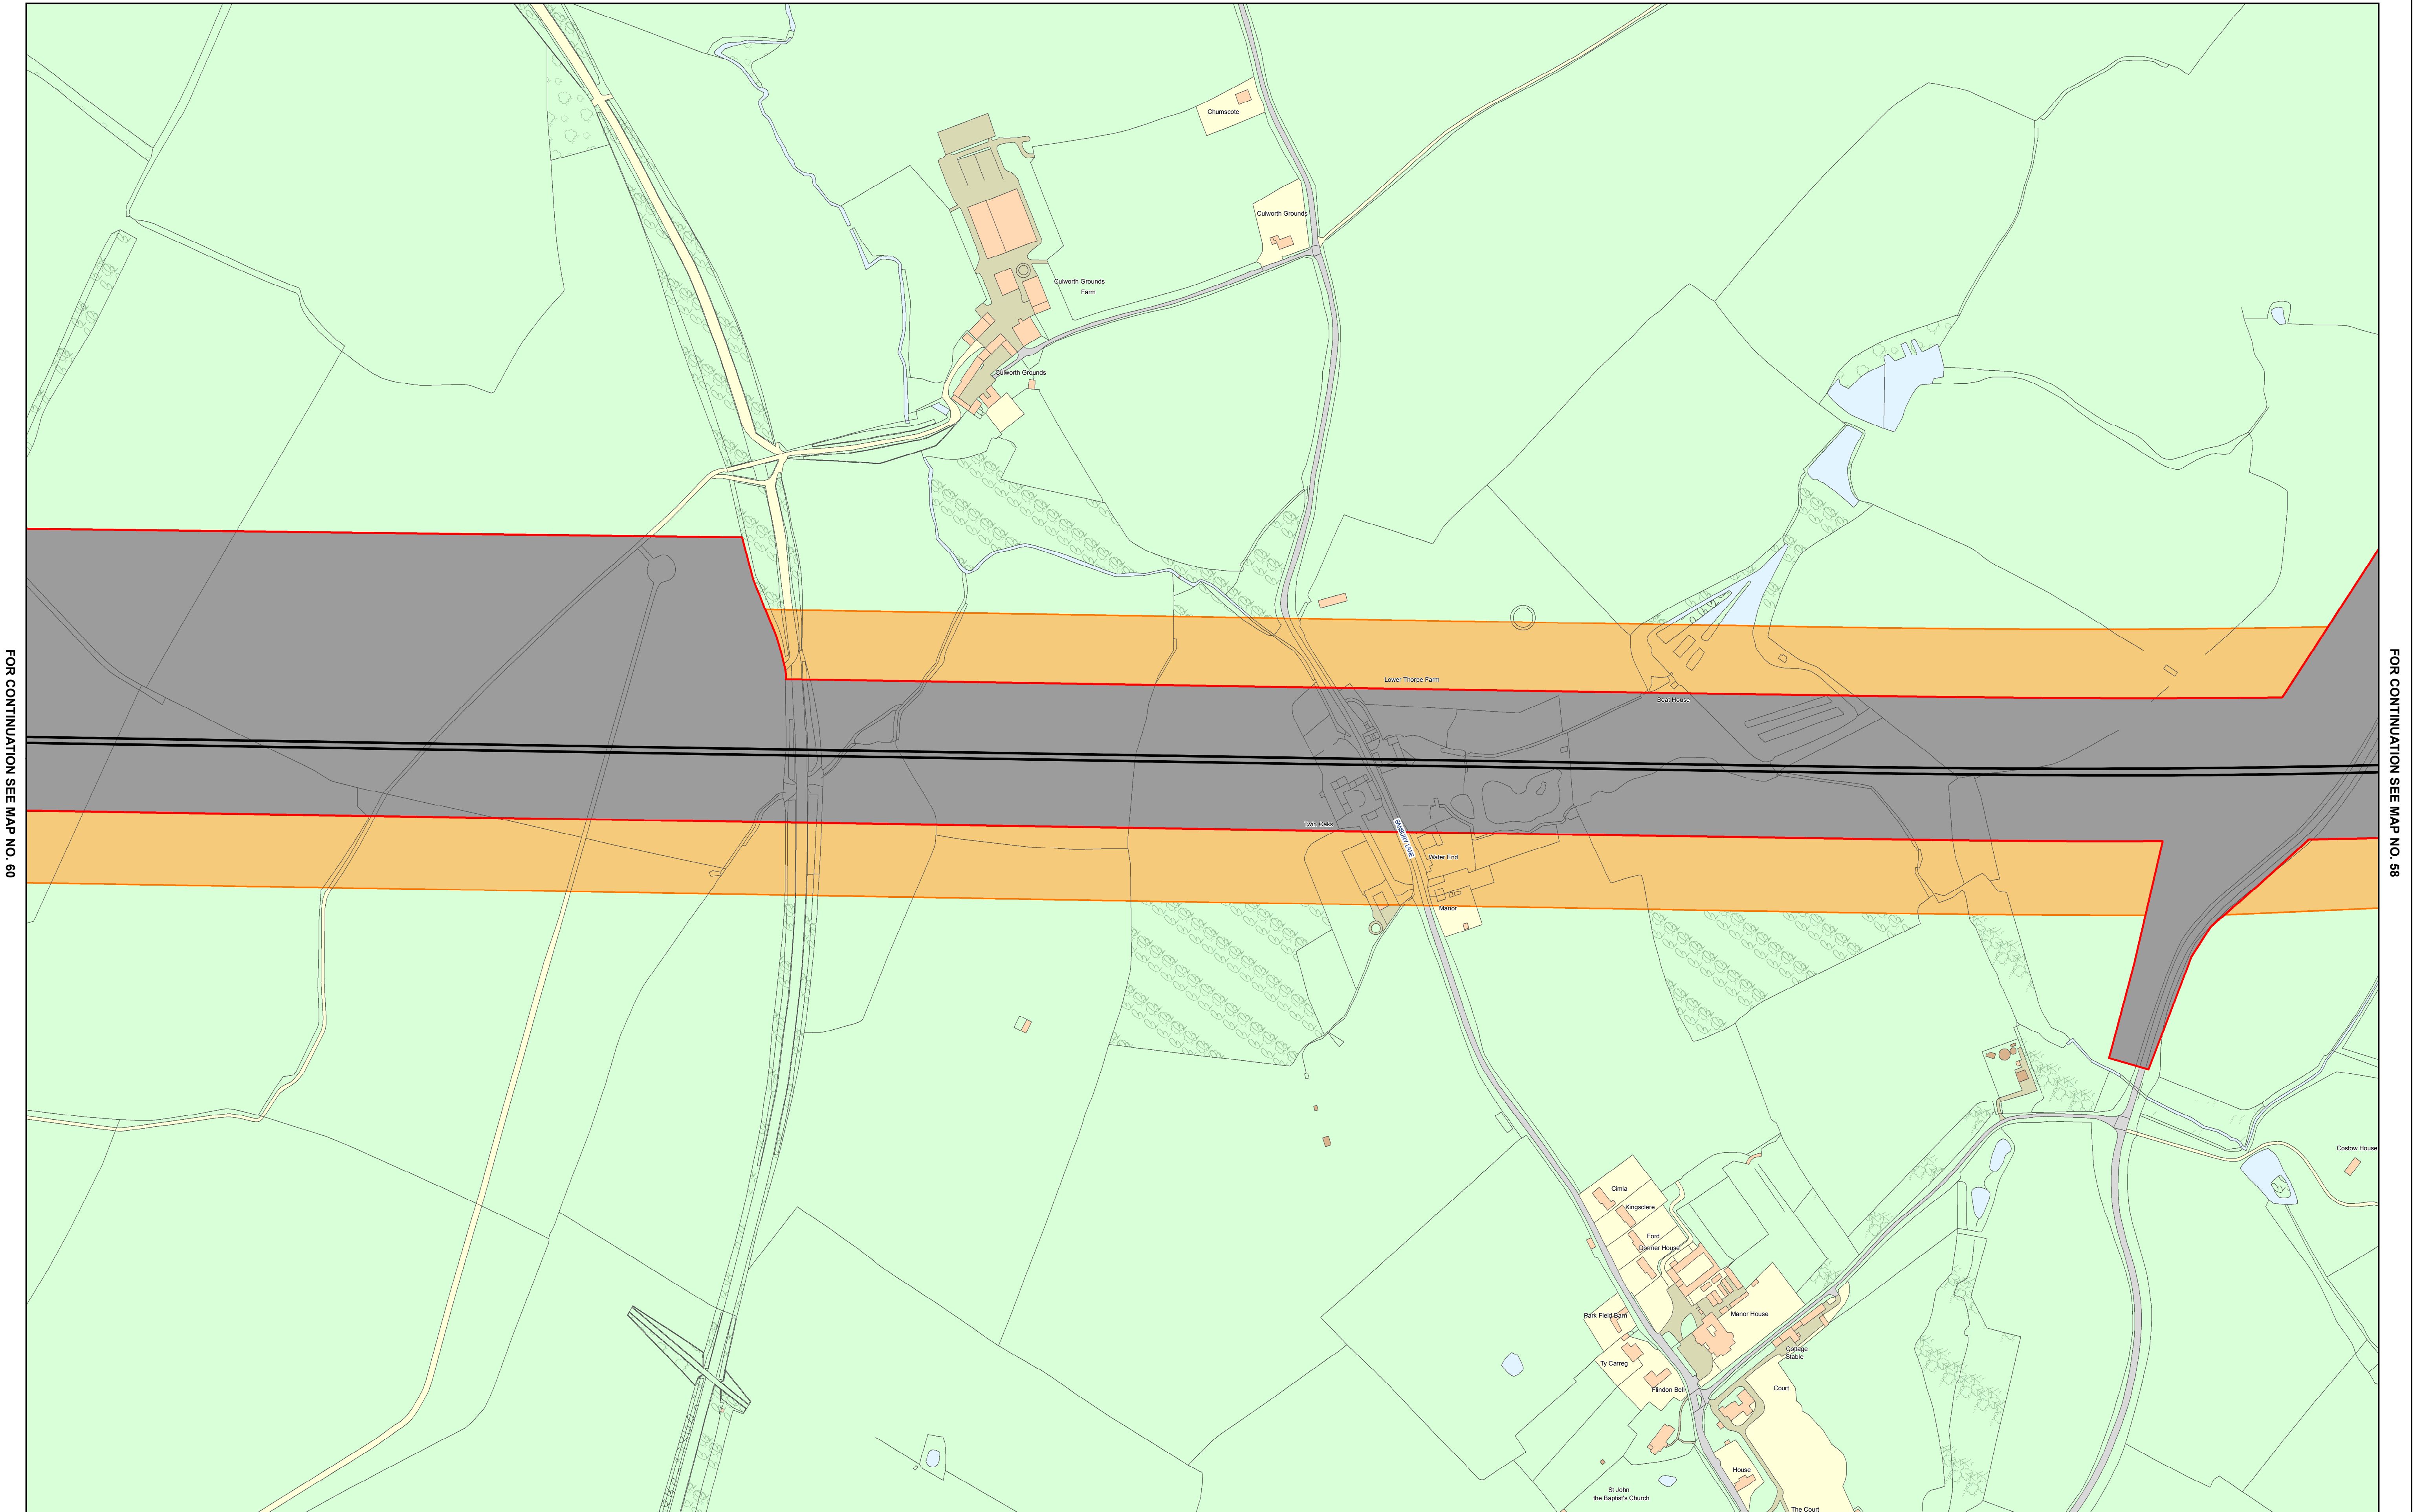 Chumscote
Culworth Grounds
Culworth Grounds
Farm
Culworth Grounds
FOR CONTINUATION SEE MAP NO. 60
FOR CONTINUATION SEE MAP NO. 58
Lower Thorpe Farm
Boat House
Twin Oaks
BANBURY LANE
Water End
Manor
Costow House
Cimla
Kingsclere
Ford
Dormer House
Park Field Barn
Manor House
Ty Carreg
Cottage
Stable
Flindon Bell
Court
House
St John
the Baptist's Church
The Court